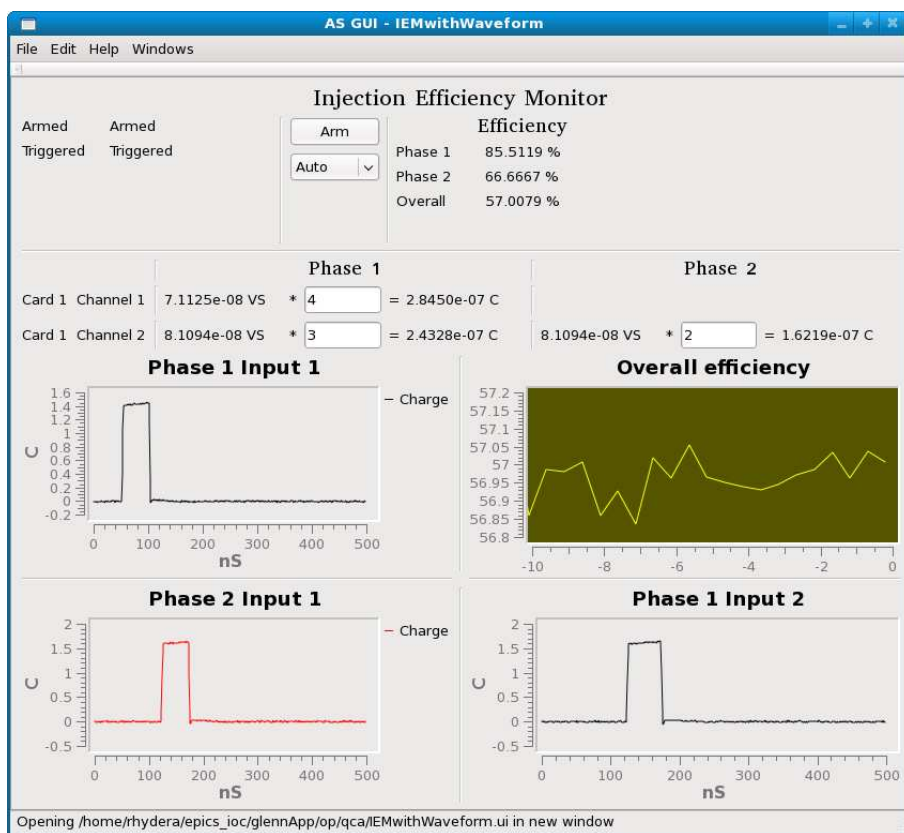 AS GUI - IEMwithWaveform
File Edit Help Windows
Injection Efficiency Monitor
Armed Armed
Triggered Triggered
Arm
Auto
Efficiency
Phase 1 85.5119 %
Phase 2 66.6667 %
Overall 57.0079 %
Phase 1 Phase 2
Card 1 Channel 1 7.1125e-08 VS * 4 = 2.8450e-07 C
Card 1 Channel 2 8.1094e-08 VS * 3 = 2.4328e-07 C 8.1094e-08 VS * 2 = 1.6219e-07 C
Phase 1 Input 1
1.6
1.4
1.2
1
0.8
0.6
0.4
0.2
0
-0.2
C
Charge
0 100 200 300 400 500
nS
Overall efficiency
57.2
57.15
57.1
57.05
57
56.95
56.9
56.85
56.8
-10 -8 -6 -4 -2 0
Phase 2 Input 1
2
1.5
1
0.5
0
-0.5
C
Charge
0 100 200 300 400 500
nS
Phase 1 Input 2
2
1.5
1
0.5
0
-0.5
C
0 100 200 300 400 500
nS
Opening /home/rhydera/epics_ioc/glennApp/op/qca/IEMwithWaveform.ui in new window